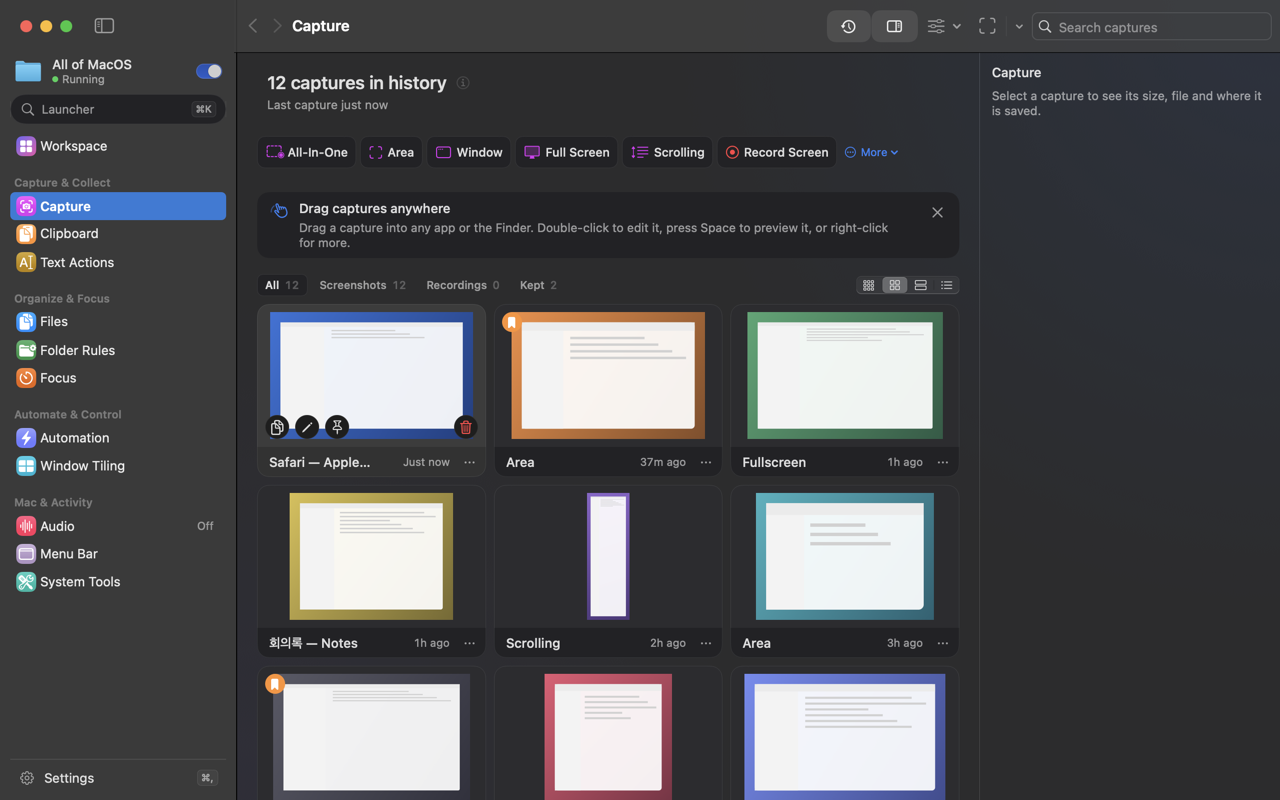 Capture
Search captures
All of MacOS
Running
Launcher
⌘K
Workspace
Capture & Collect
Capture
Clipboard
Text Actions
Organize & Focus
Files
Folder Rules
Focus
Automate & Control
Automation
Window Tiling
Mac & Activity
Audio
Off
Menu Bar
System Tools
Settings
⌘,
12 captures in history
Last capture just now
All-In-One
Area
Window
Full Screen
Scrolling
Record Screen
More
Drag captures anywhere
Drag a capture into any app or the Finder. Double-click to edit it, press Space to preview it, or right-click
for more.
All 12
Screenshots 12
Recordings 0
Kept 2
Safari — Apple...
Just now
Area
37m ago
Fullscreen
1h ago
회의록 — Notes
1h ago
Scrolling
2h ago
Area
3h ago
Capture
Select a capture to see its size, file and where it
is saved.